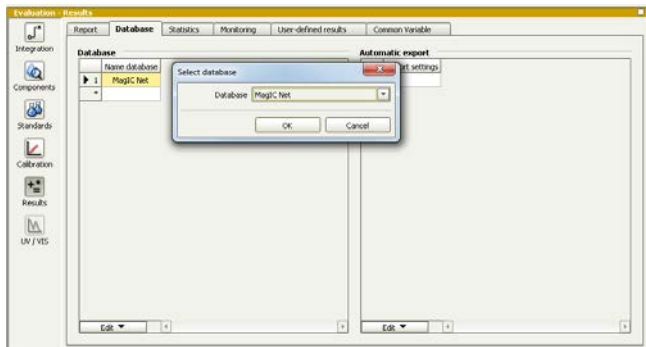 Evaluation - Results
Report Database Statistics Monitoring User-defined results Common Variable
Integration
Components
Standards
Calibration
Results
UV / VIS
Database
Name database
1 MagIC Net
*
Automatic export
settings
Select database
Database MagIC Net
OK Cancel
Edit
Edit